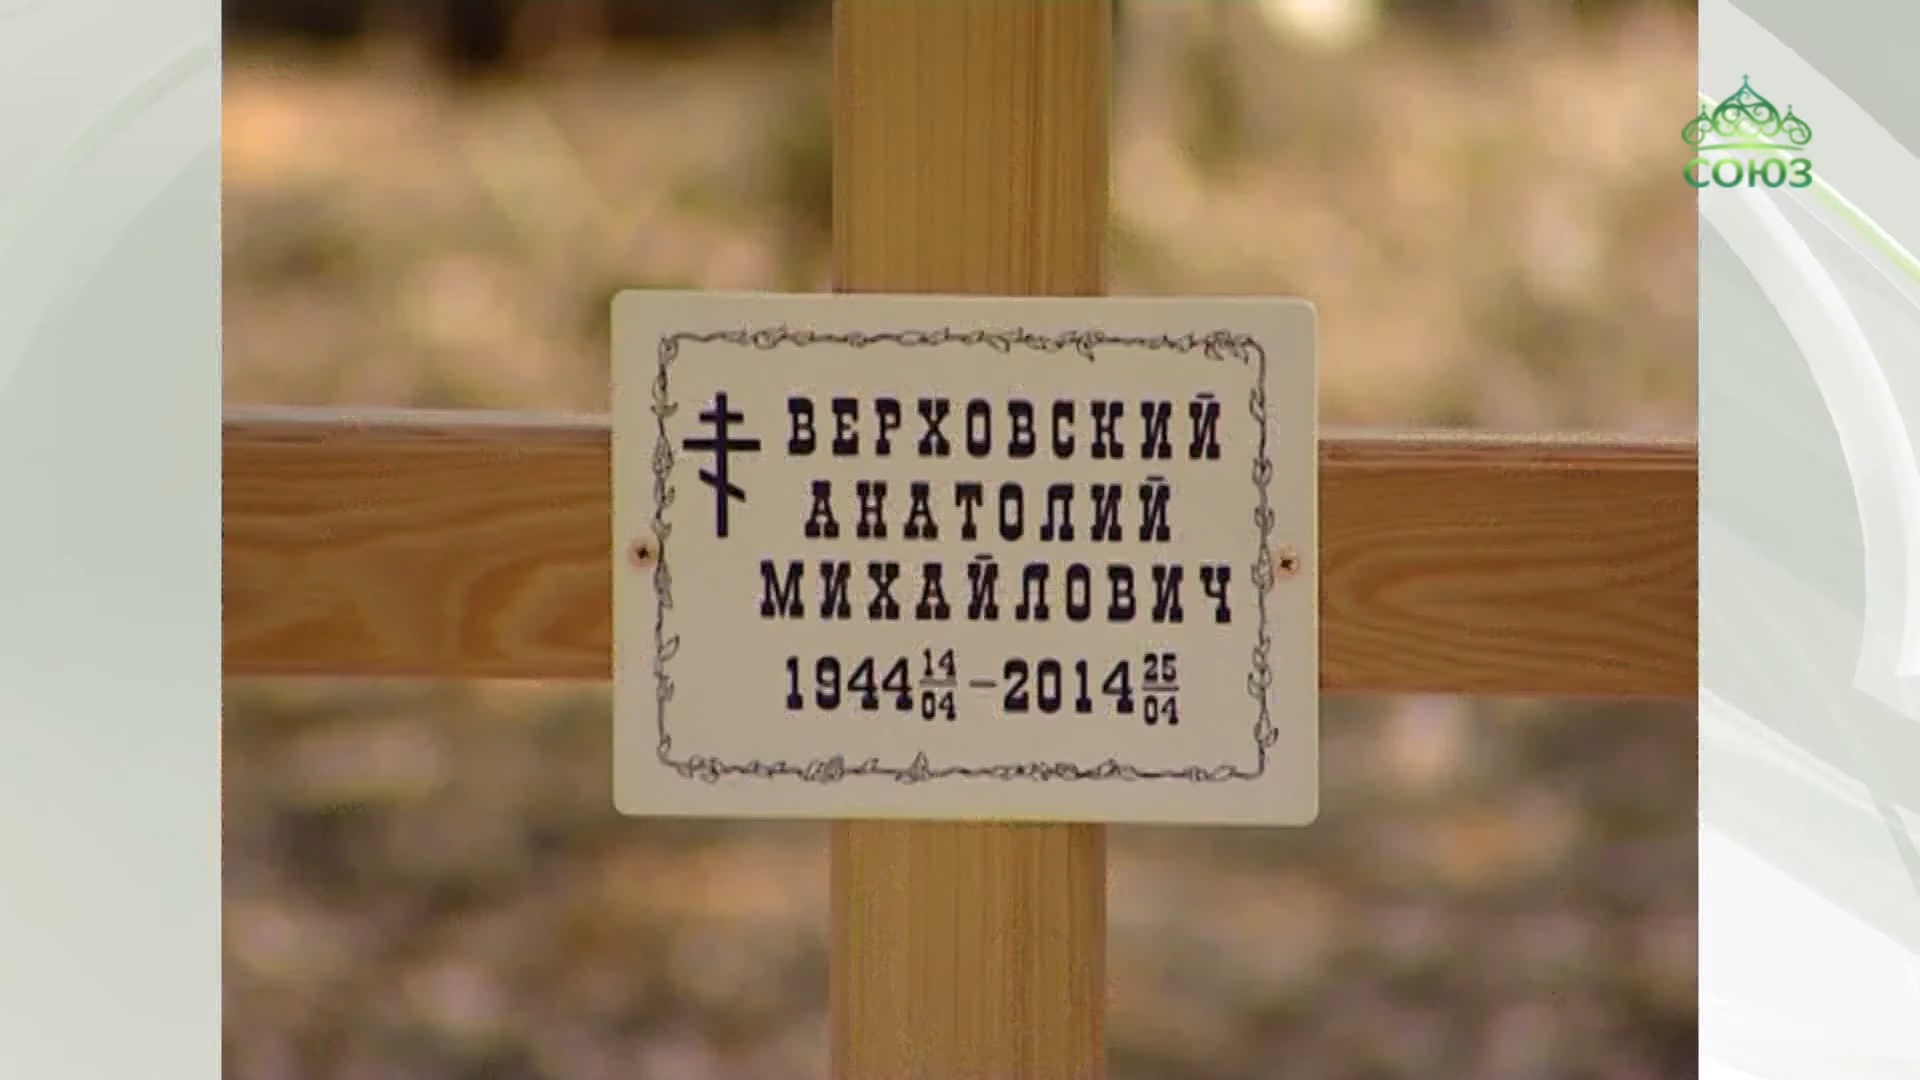 СОЮЗ
ВЕРХОВСКИЙ
АНАТОЛИЙ
МИХАЙЛОВИЧ
1944 14/04 – 2014 25/04